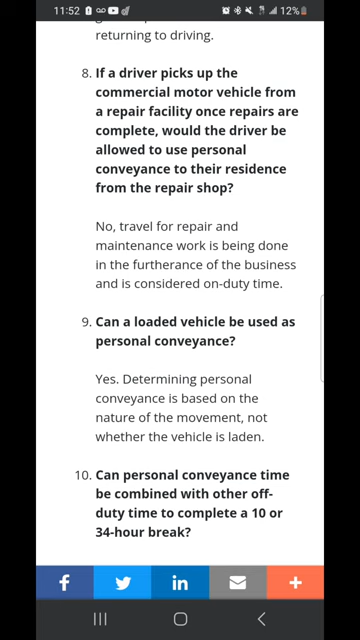 11:52
12%
returning to driving.
8. If a driver picks up the
commercial motor vehicle from
a repair facility once repairs are
complete, would the driver be
allowed to use personal
conveyance to their residence
from the repair shop?
No, travel for repair and
maintenance work is being done
in the furtherance of the business
and is considered on-duty time.
9. Can a loaded vehicle be used as
personal conveyance?
Yes. Determining personal
conveyance is based on the
nature of the movement, not
whether the vehicle is laden.
10. Can personal conveyance time
be combined with other off-
duty time to complete a 10 or
34-hour break?